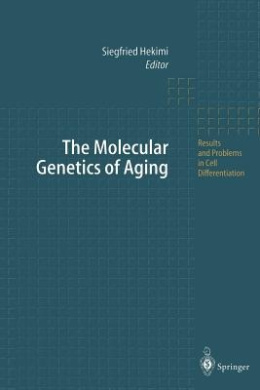 Siegfried Hekimi
Editor
The Molecular
Genetics of Aging
Results
and Problems
in Cell
Differentiation
Springer